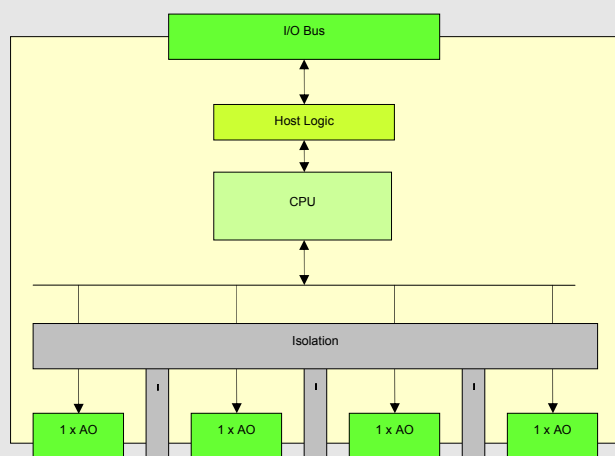 I/O Bus
Host Logic
CPU
Isolation
I
I
I
1 x AO
1 x AO
1 x AO
1 x AO